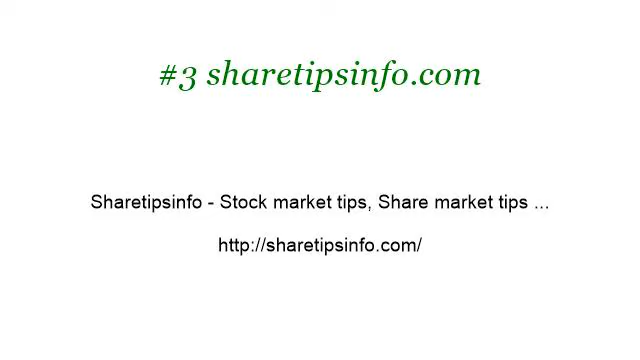 #3 sharetipsinfo.com
Sharetipsinfo - Stock market tips, Share market tips ...
http://sharetipsinfo.com/